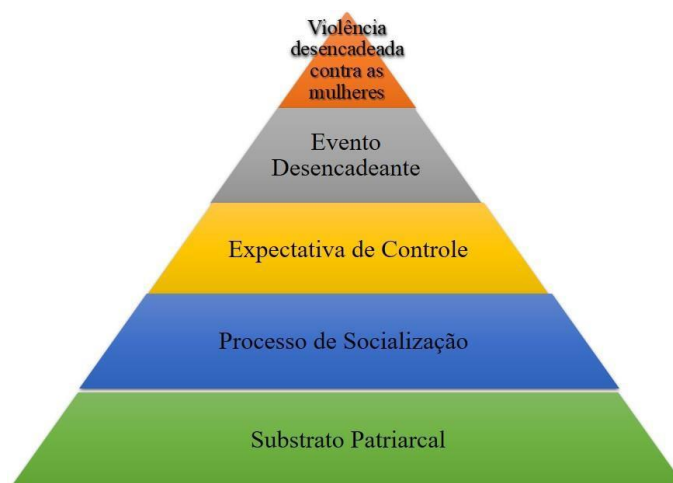 Violência
desencadeada
contra as
mulheres
Evento
Desencadeante
Expectativa de Controle
Processo de Socialização
Substrato Patriarcal